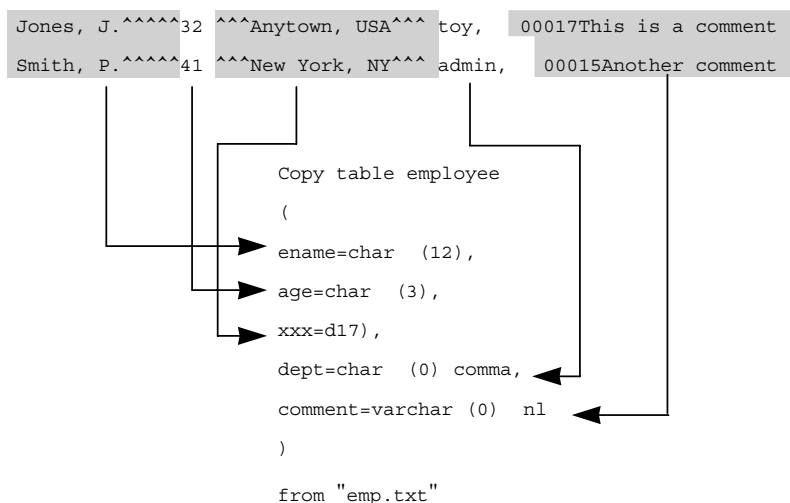 Jones, J.^^^^^32 ^^^Anytown, USA^^^ toy, 00017This is a comment
Smith, P.^^^^^41 ^^^New York, NY^^^ admin, 00015Another comment
Copy table employee
(
ename=char (12),
age=char (3),
xxx=d17),
dept=char (0) comma,
comment=varchar (0) nl
)
from "emp.txt"